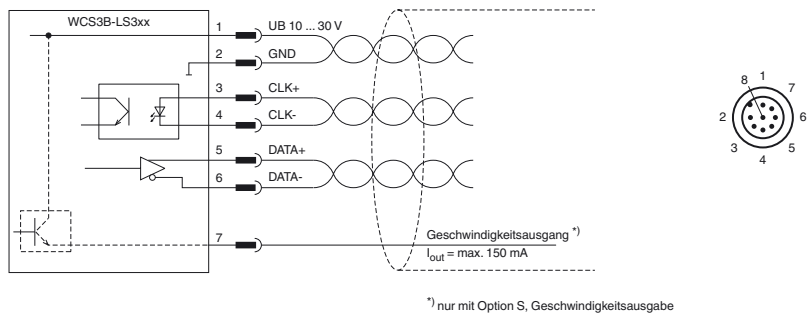 WCS3B-LS3xx
1 UB 10 ... 30 V
2 GND
3 CLK+
4 CLK-
5 DATA+
6 DATA-
7
Geschwindigkeitsausgang *)
Iout = max. 150 mA
8 1 7
2 6
3 5
4
*) nur mit Option S, Geschwindigkeitsausgabe